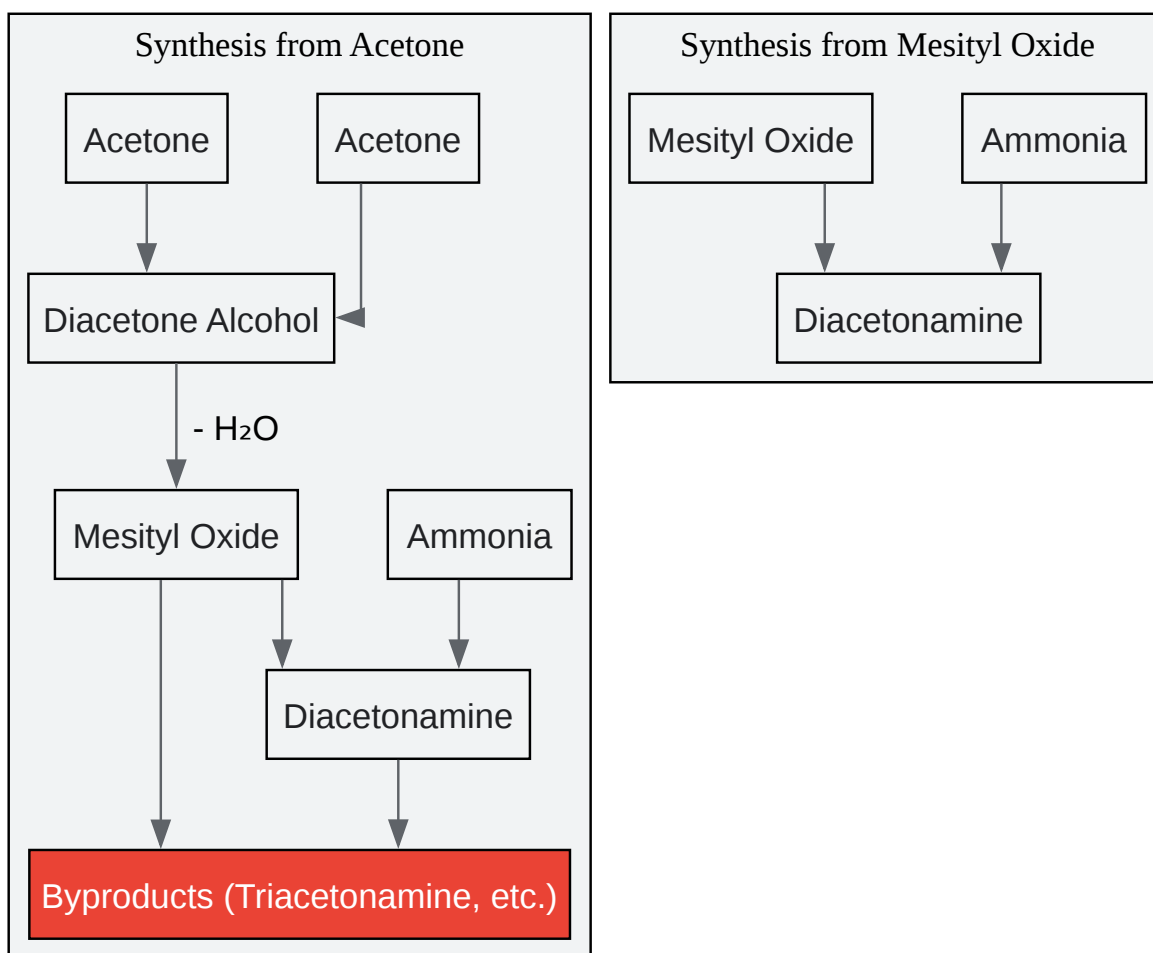 Synthesis from Acetone
Acetone
Acetone
Diacetone Alcohol
- H₂O
Mesityl Oxide
Ammonia
Diacetonamine
Byproducts (Triacetonamine, etc.)
Synthesis from Mesityl Oxide
Mesityl Oxide
Ammonia
Diacetonamine